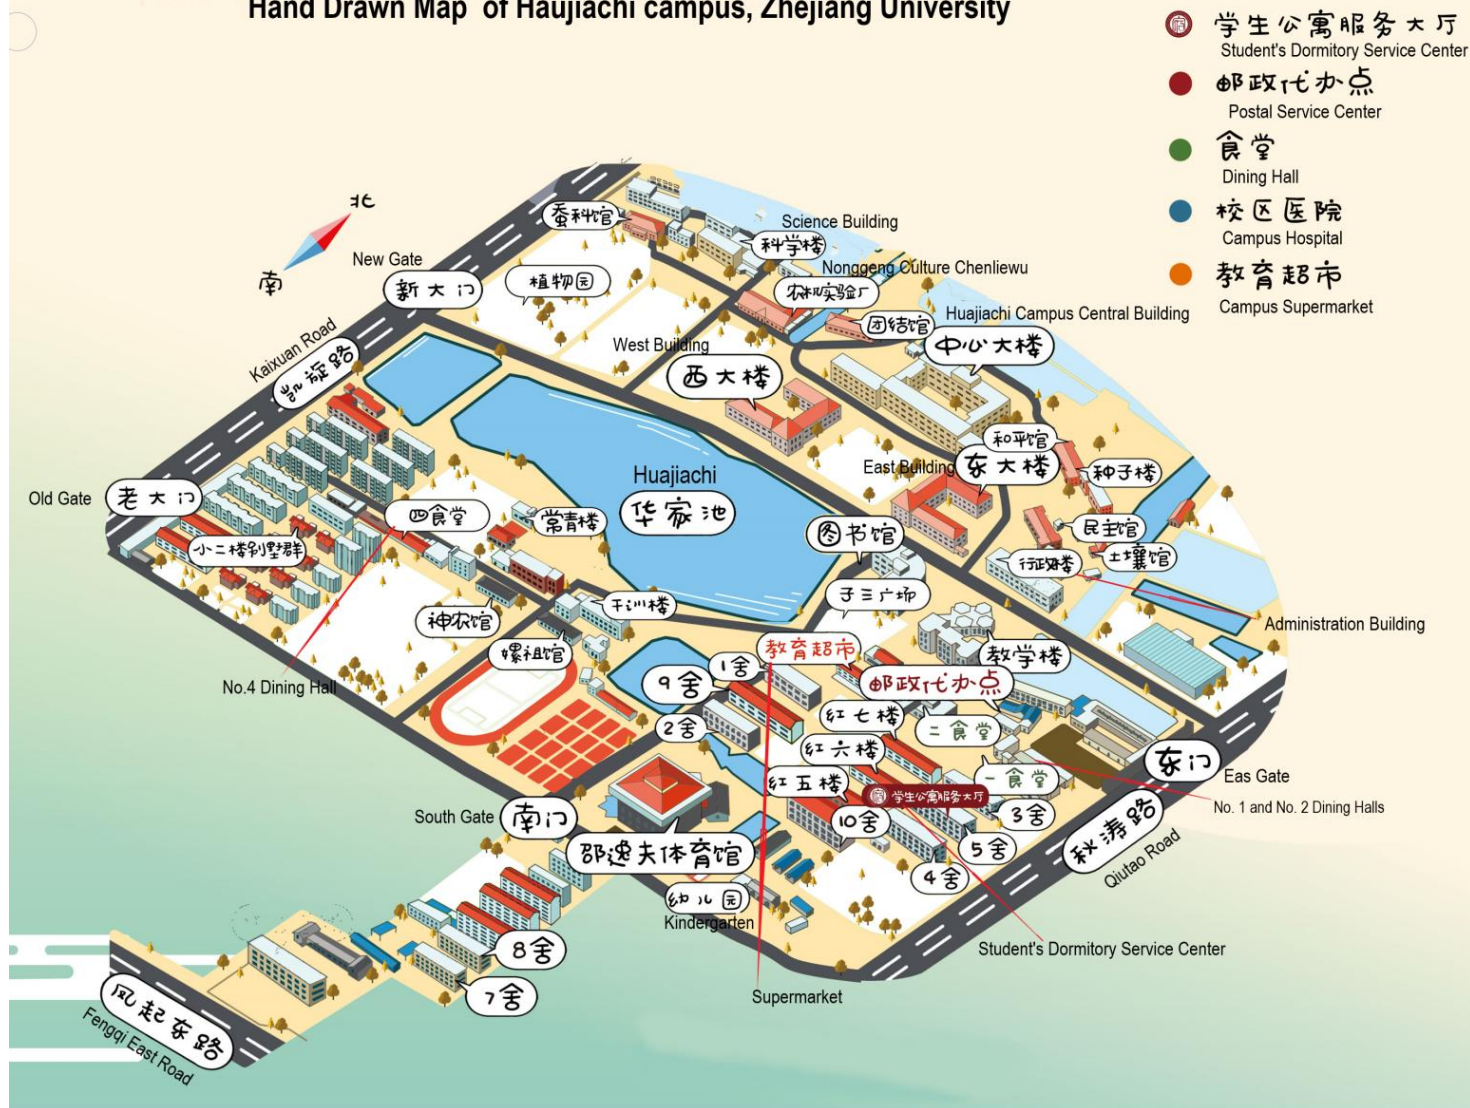 Hand Drawn Map of Haujiachi campus, Zhejiang University
学生公寓服务大厅
Student's Dormitory Service Center
邮政代办点
Postal Service Center
食堂
Dining Hall
校区医院
Campus Hospital
教育超市
Campus Supermarket
北
南
蚕科馆
Science Building
科学楼
New Gate
新大门
植物园
Nonggeng Culture Chenliewu
农机实验厂
团结馆
Huajiachi Campus Central Building
中心大楼
Kaixuan Road
凯旋路
West Building
西大楼
和平馆
East Building
东大楼
种子楼
Huajiachi
华家池
Old Gate
老大门
四食堂
常青楼
图书馆
民主馆
小二楼别墅群
行政楼
土壤馆
子三广场
Administration Building
神农馆
干训楼
嫘祖馆
教育超市
教学楼
No.4 Dining Hall
1舍
9舍
邮政代办点
2舍
红七楼
二食堂
红六楼
东门
Eas Gate
红五楼
一食堂
学生公寓服务大厅
No. 1 and No. 2 Dining Halls
South Gate
南门
10舍
3舍
秋涛路
Qiutao Road
5舍
邵逸夫体育馆
4舍
幼儿园
Kindergarten
8舍
Student's Dormitory Service Center
7舍
Supermarket
风起东路
Fengqi East Road